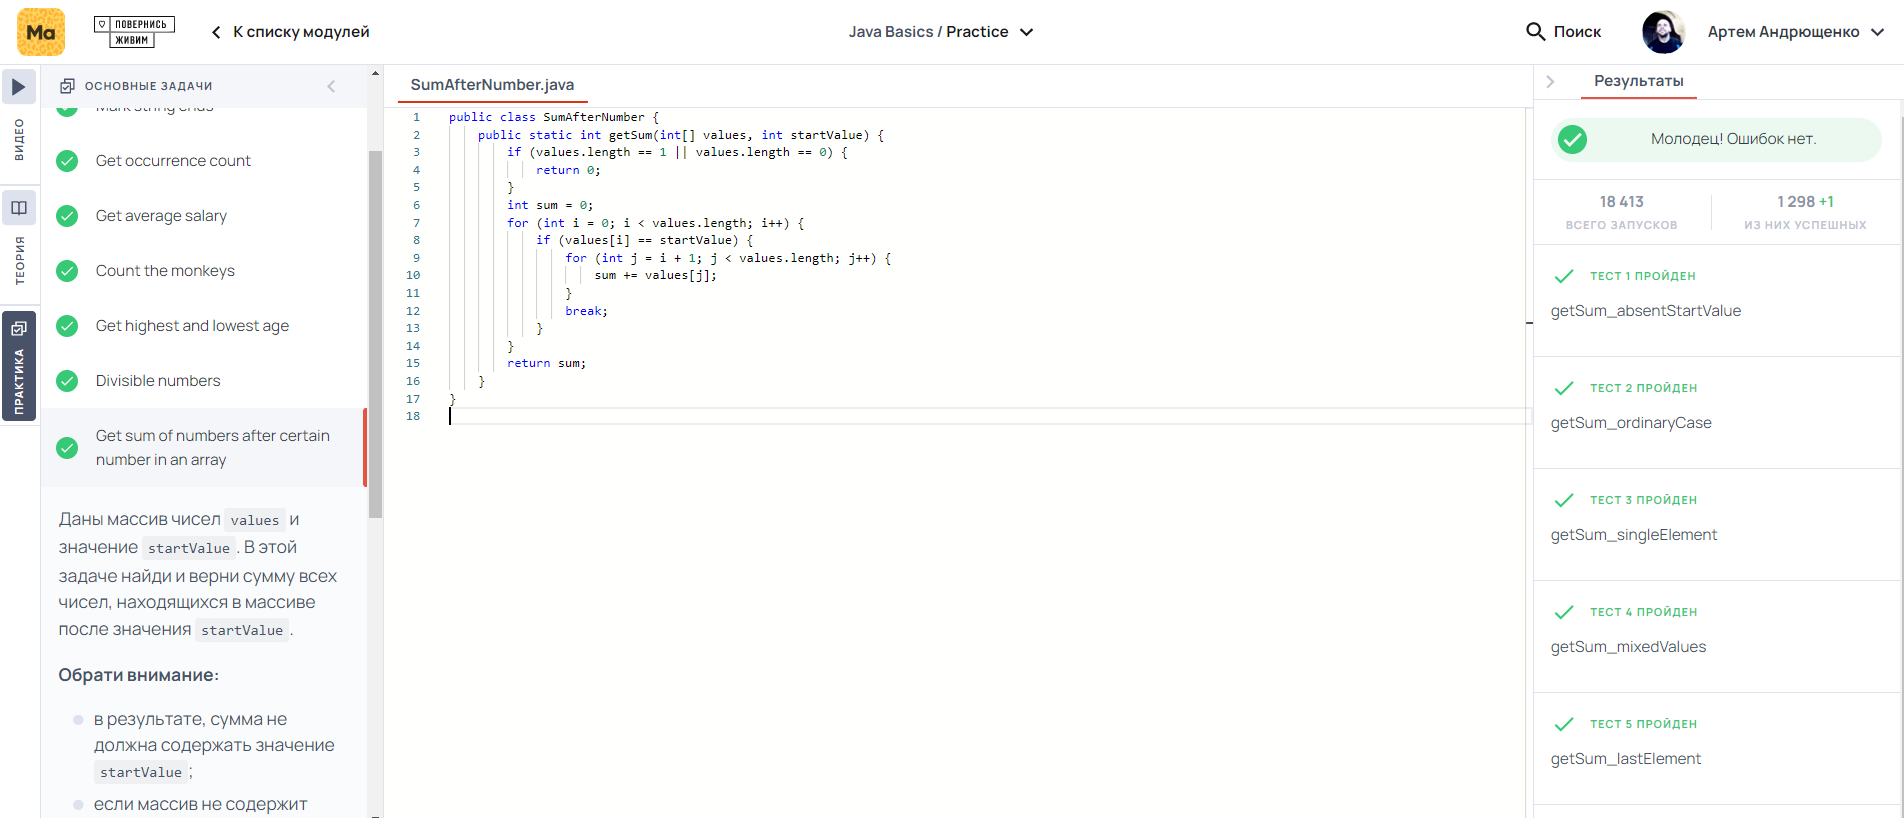 Ma
ПОВЕРНИСЬ
ЖИВИМ
К списку модулей
Java Basics / Practice
Поиск
Артем Андрющенко
ВИДЕО
ТЕОРИЯ
ПРАКТИКА
ОСНОВНЫЕ ЗАДАЧИ
Mark string ends
Get occurrence count
Get average salary
Count the monkeys
Get highest and lowest age
Divisible numbers
Get sum of numbers after certain
number in an array
Даны массив чисел values и
значение startValue. В этой
задаче найди и верни сумму всех
чисел, находящихся в массиве
после значения startValue.
Обрати внимание:
в результате, сумма не
должна содержать значение
startValue;
если массив не содержит
SumAfterNumber.java
1 public class SumAfterNumber {
2 public static int getSum(int[] values, int startValue) {
3 if (values.length == 1 || values.length == 0) {
4 return 0;
5 }
6 int sum = 0;
7 for (int i = 0; i < values.length; i++) {
8 if (values[i] == startValue) {
9 for (int j = i + 1; j < values.length; j++) {
10 sum += values[j];
11 }
12 break;
13 }
14 }
15 return sum;
16 }
17 }
18
Результаты
Молодец! Ошибок нет.
18 413
ВСЕГО ЗАПУСКОВ
1 298 +1
ИЗ НИХ УСПЕШНЫХ
ТЕСТ 1 ПРОЙДЕН
getSum_absentStartValue
ТЕСТ 2 ПРОЙДЕН
getSum_ordinaryCase
ТЕСТ 3 ПРОЙДЕН
getSum_singleElement
ТЕСТ 4 ПРОЙДЕН
getSum_mixedValues
ТЕСТ 5 ПРОЙДЕН
getSum_lastElement